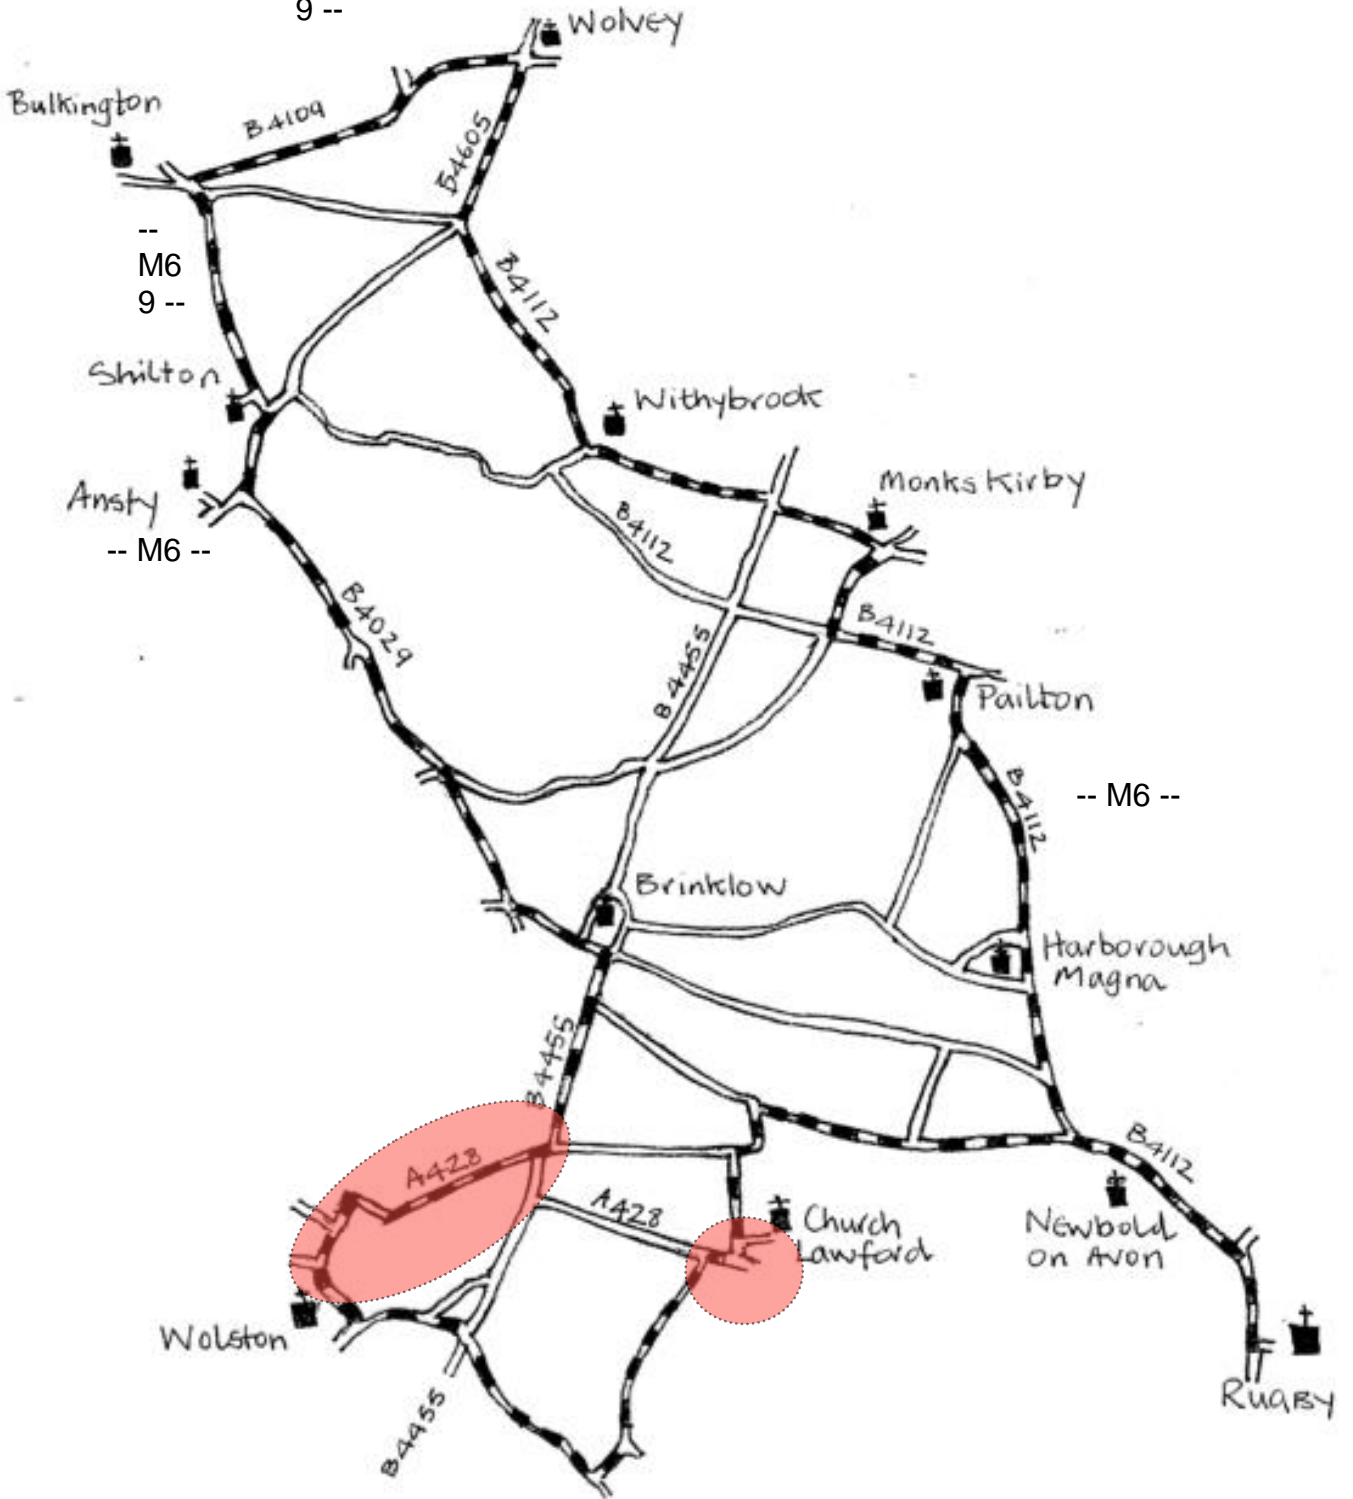 9 --
Wolvey
Bulkington
B4109
B4605
--
M6
9 --
B4112
Shilton
Withybrook
Ansty
Monks Kirby
-- M6 --
B4112
B4029
B4112
B4455
Pailton
B4112
-- M6 --
Brinklow
Harborough
Magna
B4455
B4112
A428
A428
Church
Lawford
Newbold
on Avon
Wolston
Rugby
B4455